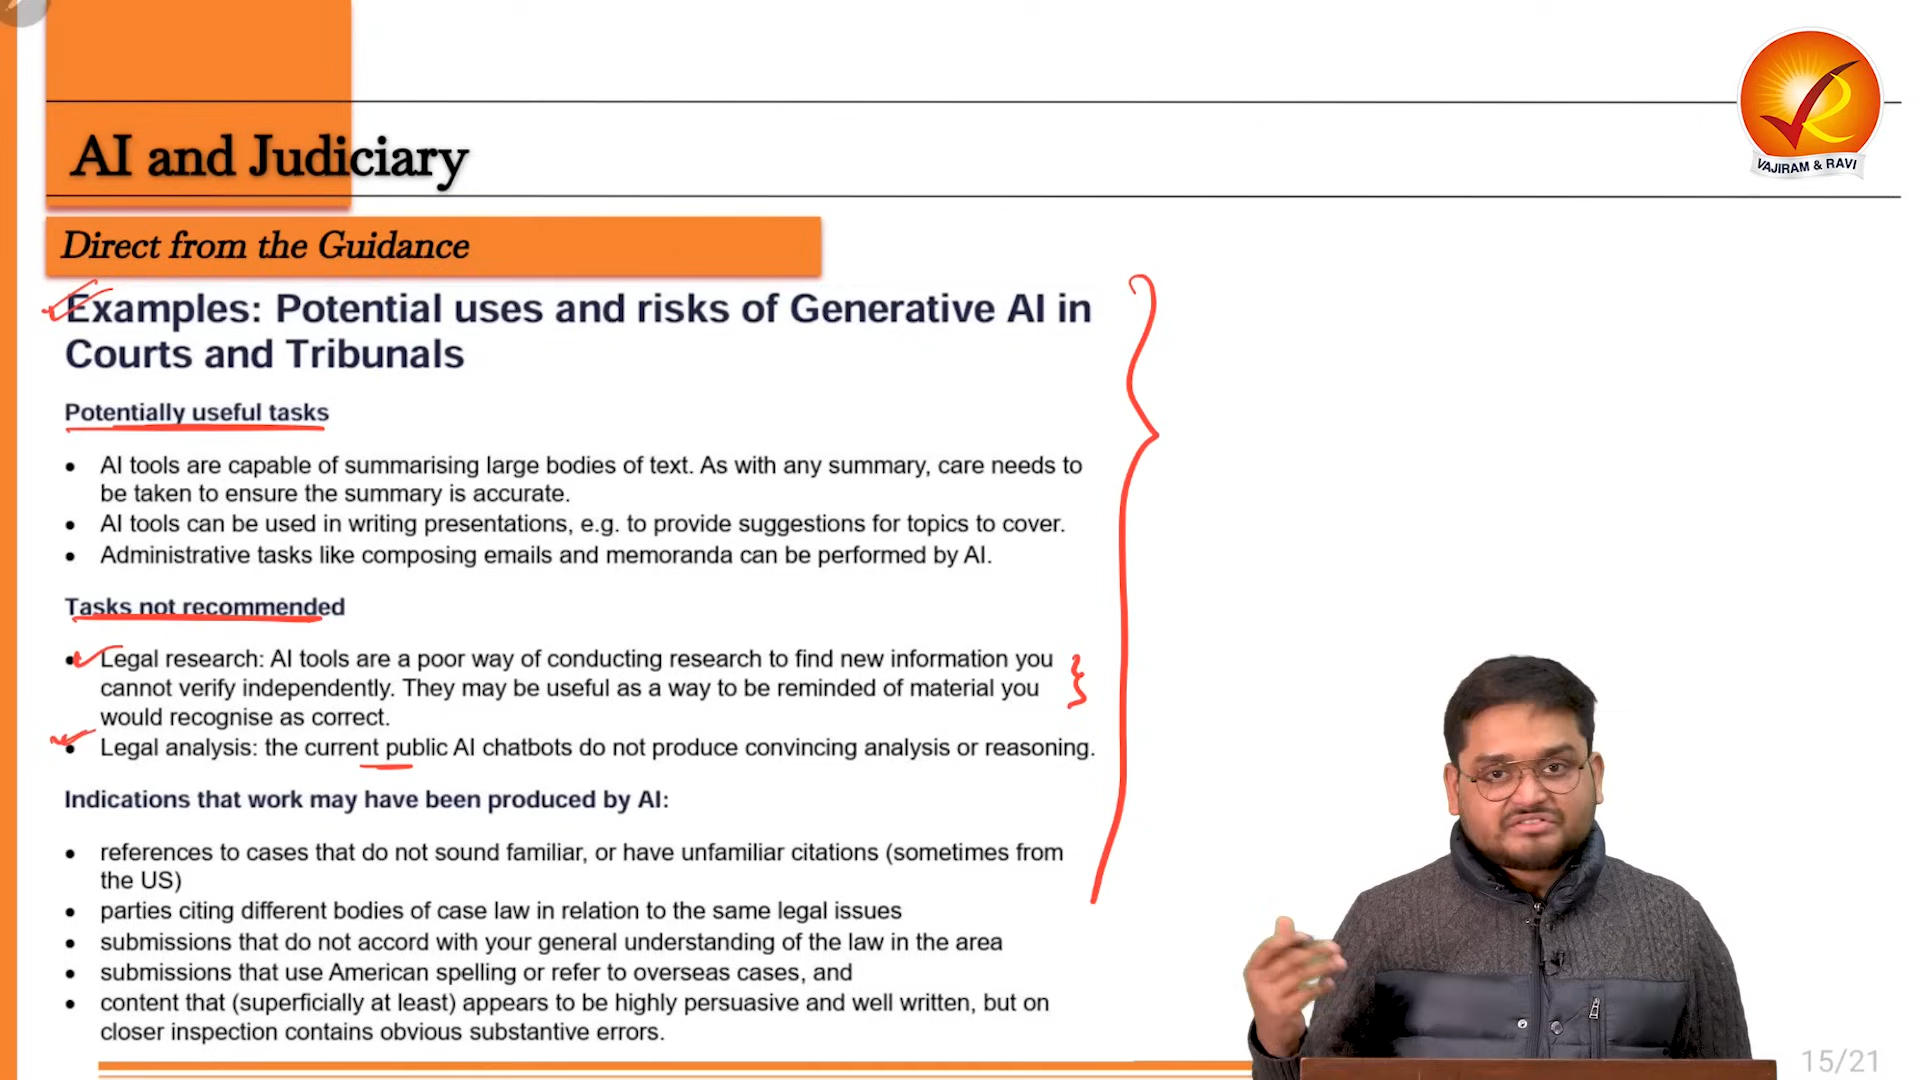 AI and Judiciary
VAJIRAM & RAVI
Direct from the Guidance
Examples: Potential uses and risks of Generative AI in
Courts and Tribunals
Potentially useful tasks
• AI tools are capable of summarising large bodies of text. As with any summary, care needs to
be taken to ensure the summary is accurate.
• AI tools can be used in writing presentations, e.g. to provide suggestions for topics to cover.
• Administrative tasks like composing emails and memoranda can be performed by AI.
Tasks not recommended
• Legal research: AI tools are a poor way of conducting research to find new information you
cannot verify independently. They may be useful as a way to be reminded of material you
would recognise as correct.
• Legal analysis: the current public AI chatbots do not produce convincing analysis or reasoning.
Indications that work may have been produced by AI:
• references to cases that do not sound familiar, or have unfamiliar citations (sometimes from
the US)
• parties citing different bodies of case law in relation to the same legal issues
• submissions that do not accord with your general understanding of the law in the area
• submissions that use American spelling or refer to overseas cases, and
• content that (superficially at least) appears to be highly persuasive and well written, but on
closer inspection contains obvious substantive errors.
15/21